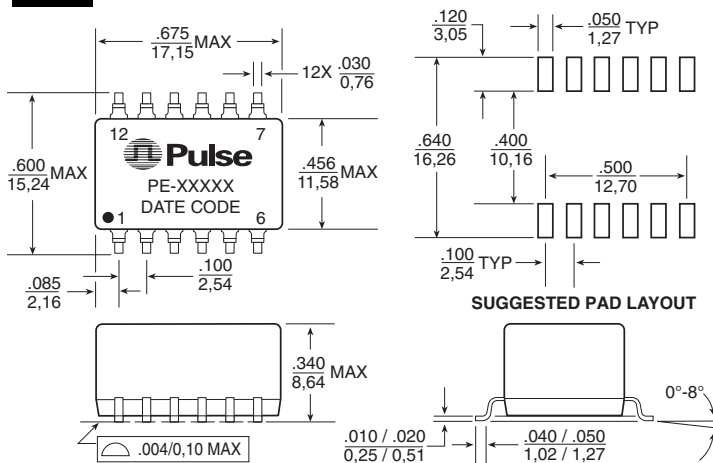 .675
17,15 MAX
12X .030
0,76
.120
3,05
.050
1,27 TYP
12 7
Pulse
PE-XXXXX
DATE CODE
1 6
.600
15,24 MAX
.456
11,58 MAX
.640
16,26
.400
10,16
.500
12,70
.085
2,16
.100
2,54
.100
2,54 TYP
SUGGESTED PAD LAYOUT
.340
8,64 MAX
0°-8°
.004/0,10 MAX
.010 / .020
0,25 / 0,51
.040 / .050
1,02 / 1,27